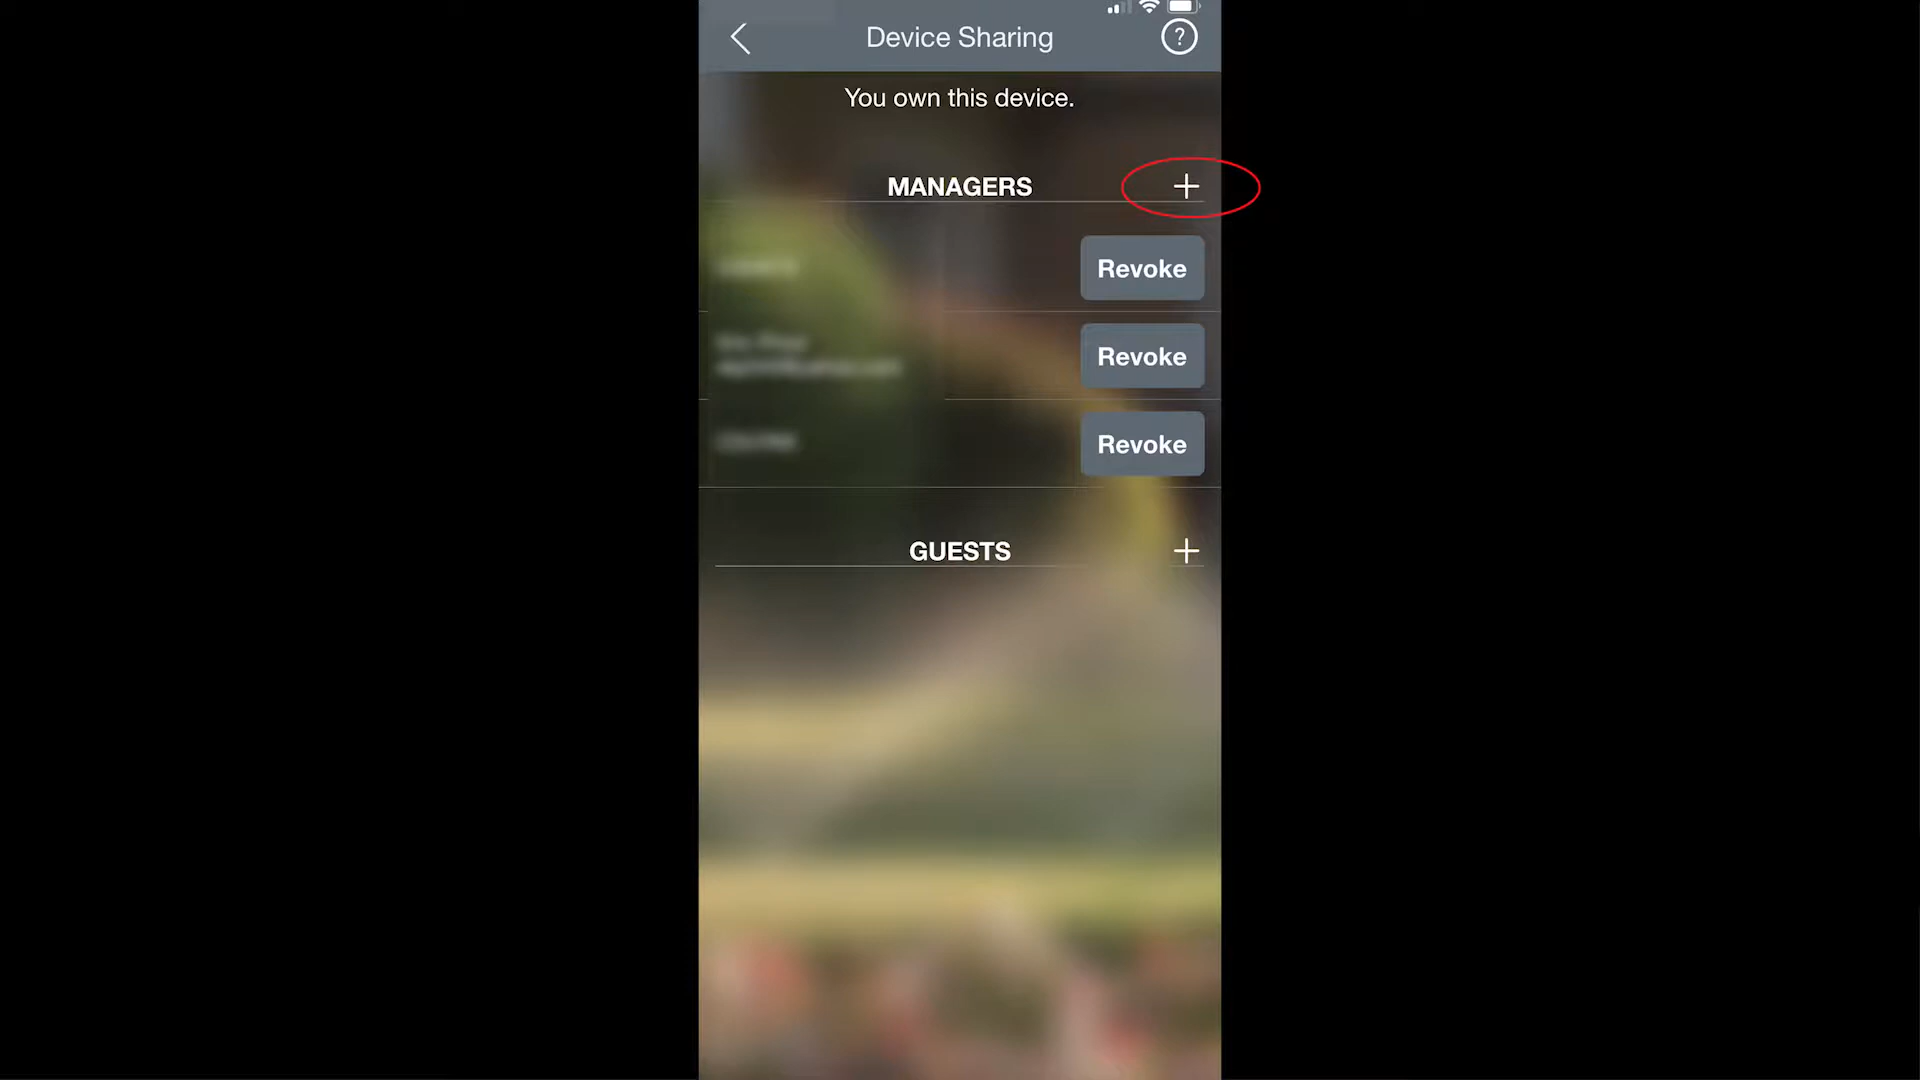 Device Sharing
?
You own this device.
MANAGERS +
Revoke
Revoke
Revoke
GUESTS +